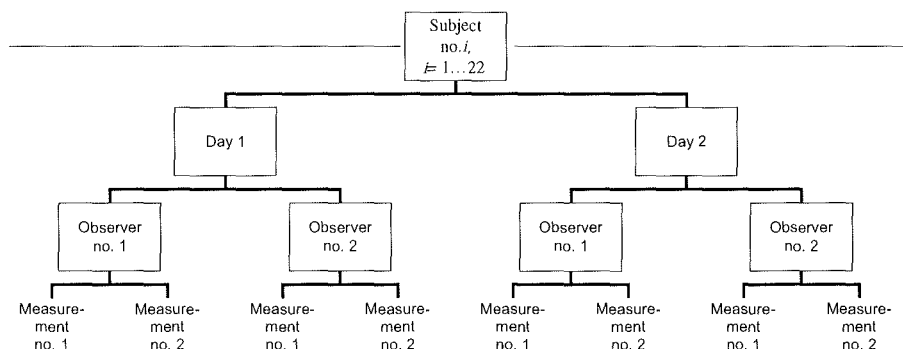 Subject
no.i,
i= 1...22
Day 1
Day 2
Observer
no. 1
Observer
no. 2
Observer
no. 1
Observer
no. 2
Measure-
ment
no. 1
Measure-
ment
no. 2
Measure-
ment
no. 1
Measure-
ment
no. 2
Measure-
ment
no. 1
Measure-
ment
no. 2
Measure-
ment
no. 1
Measure-
ment
no. 2